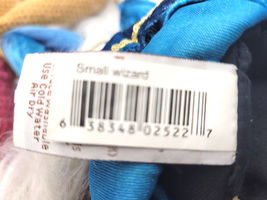 Small wizard
6 38348 02522 7
Use Cold Water
Air Dry